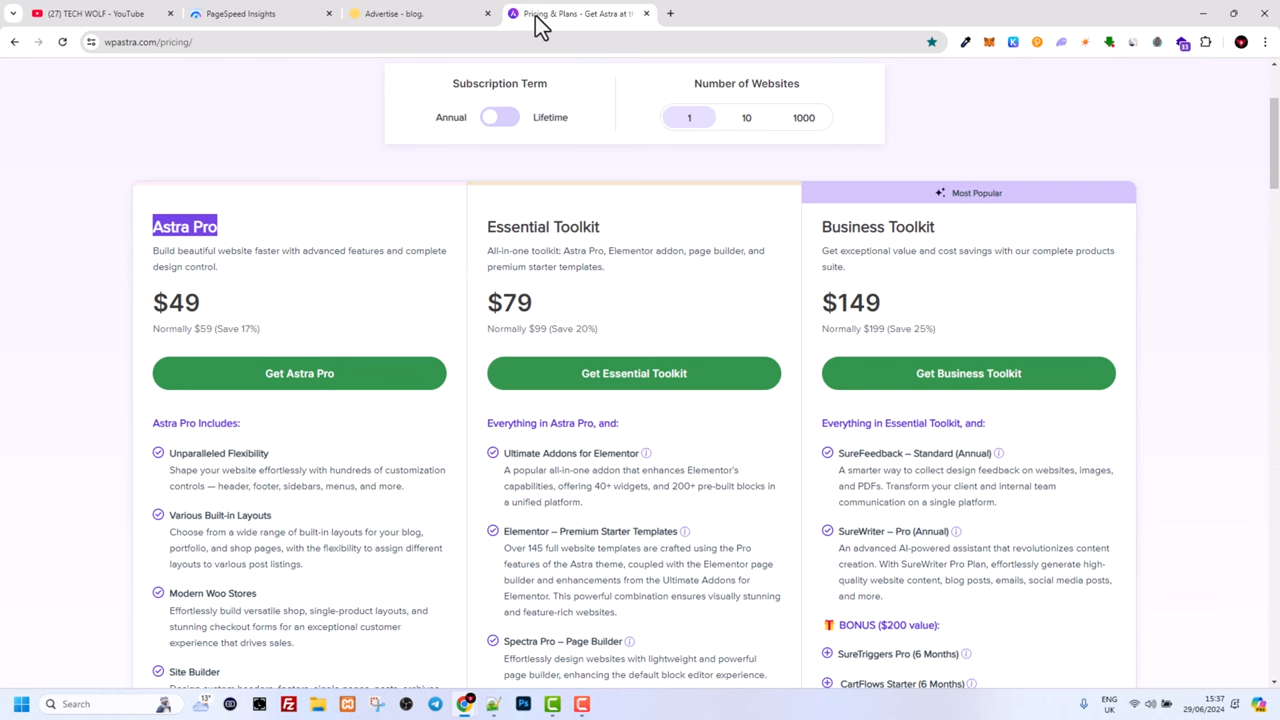 (27) TECH WOLF - YouTube
PageSpeed Insights
Advertise - blog.
Pricing & Plans - Get Astra at th
wpastra.com/pricing/
Subscription Term
Number of Websites
Annual
Lifetime
1
10
1000
Most Popular
Astra Pro
Build beautiful website faster with advanced features and complete
design control.
$49
Normally $59 (Save 17%)
Get Astra Pro
Astra Pro Includes:
Unparalleled Flexibility
Shape your website effortlessly with hundreds of customization
controls — header, footer, sidebars, menus, and more.
Various Built-in Layouts
Choose from a wide range of built-in layouts for your blog,
portfolio, and shop pages, with the flexibility to assign different
layouts to various post listings.
Modern Woo Stores
Effortlessly build versatile shop, single-product layouts, and
stunning checkout forms for an exceptional customer
experience that drives sales.
Site Builder
Design custom headers, footers, single pages, posts, archives,
Essential Toolkit
All-in-one toolkit: Astra Pro, Elementor addon, page builder, and
premium starter templates.
$79
Normally $99 (Save 20%)
Get Essential Toolkit
Everything in Astra Pro, and:
Ultimate Addons for Elementor
A popular all-in-one addon that enhances Elementor's
capabilities, offering 40+ widgets, and 200+ pre-built blocks in
a unified platform.
Elementor – Premium Starter Templates
Over 145 full website templates are crafted using the Pro
features of the Astra theme, coupled with the Elementor page
builder and enhancements from the Ultimate Addons for
Elementor. This powerful combination ensures visually stunning
and feature-rich websites.
Spectra Pro – Page Builder
Effortlessly design websites with lightweight and powerful
page builder, enhancing the default block editor experience.
Business Toolkit
Get exceptional value and cost savings with our complete products
suite.
$149
Normally $199 (Save 25%)
Get Business Toolkit
Everything in Essential Toolkit, and:
SureFeedback – Standard (Annual)
A smarter way to collect design feedback on websites, images,
and PDFs. Transform your client and internal team
communication on a single platform.
SureWriter – Pro (Annual)
An advanced AI-powered assistant that revolutionizes content
creation. With SureWriter Pro Plan, effortlessly generate high-
quality website content, blog posts, emails, social media posts,
and more.
BONUS ($200 value):
SureTriggers Pro (6 Months)
CartFlows Starter (6 Months)
Search
13°
ENG
UK
15:37
29/06/2024